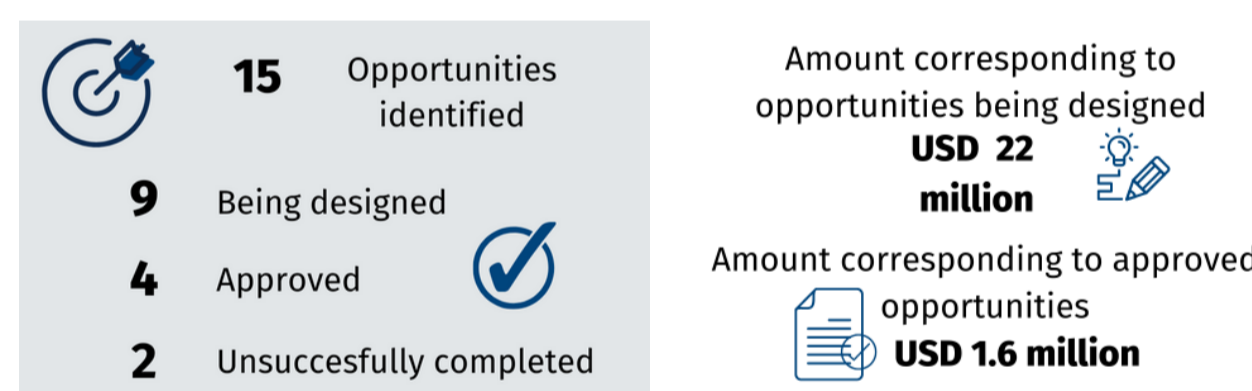 15 Opportunities
identified
9 Being designed
4 Approved
2 Unsuccesfully completed
Amount corresponding to
opportunities being designed
USD 22
million
Amount corresponding to approved
opportunities
USD 1.6 million